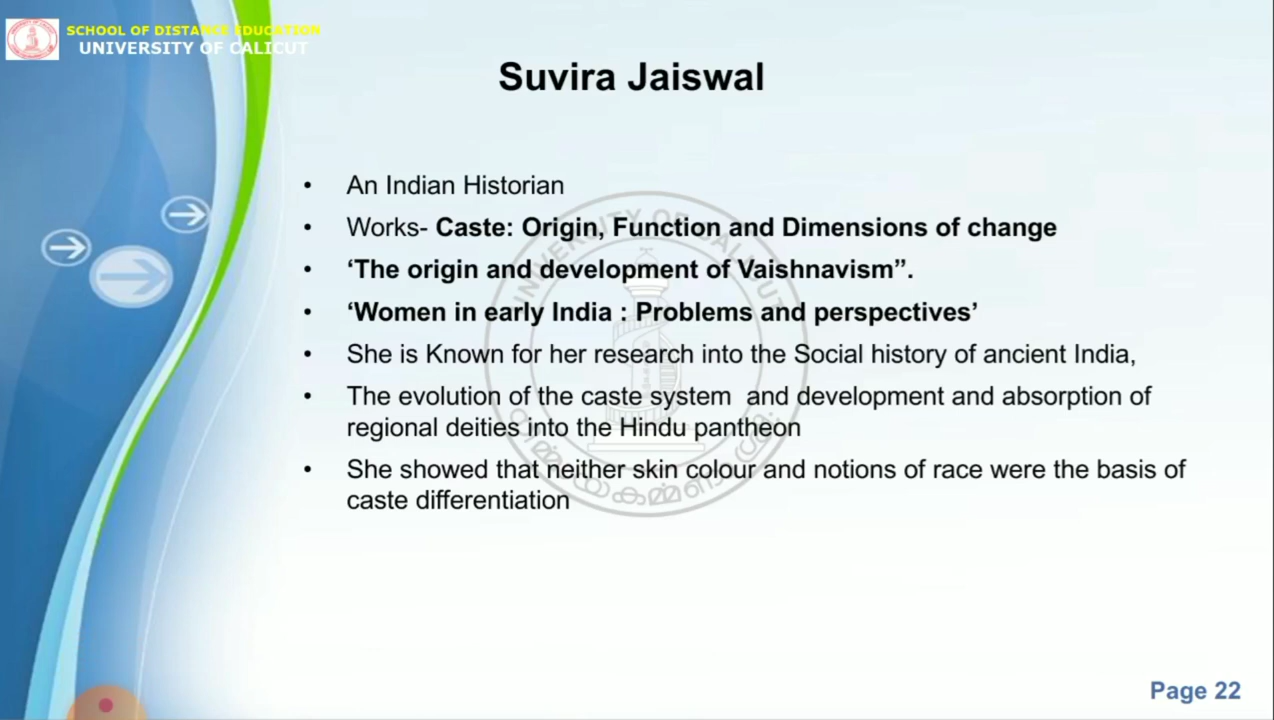 SCHOOL OF DISTANCE EDUCATION
UNIVERSITY OF CALICUT
Suvira Jaiswal
• An Indian Historian
• Works- Caste: Origin, Function and Dimensions of change
• ‘The origin and development of Vaishnavism”.
• ‘Women in early India : Problems and perspectives’
• She is Known for her research into the Social history of ancient India,
• The evolution of the caste system and development and absorption of
regional deities into the Hindu pantheon
• She showed that neither skin colour and notions of race were the basis of
caste differentiation
UNIVERSITY OF CALICUT
Page 22